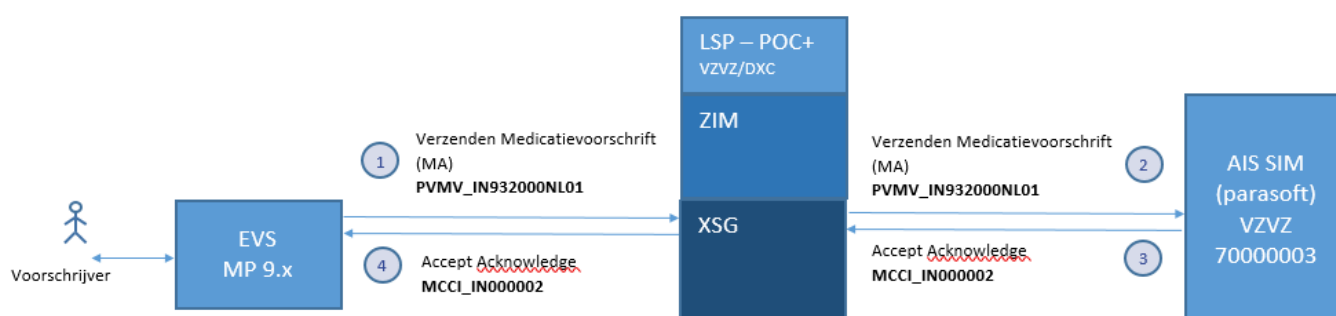 LSP – POC+
VZVZ/DXC
ZIM
XSG
1
Verzenden Medicatievoorschrift
(MA)
PVMV_IN932000NL01
Verzenden Medicatievoorschrift
(MA)
PVMV_IN932000NL01
2
Voorschrijver
EVS
MP 9.x
4
Accept Acknowledge
MCCI_IN000002
Accept Acknowledge
MCCI_IN000002
3
AIS SIM
(parasoft)
VZVZ
70000003